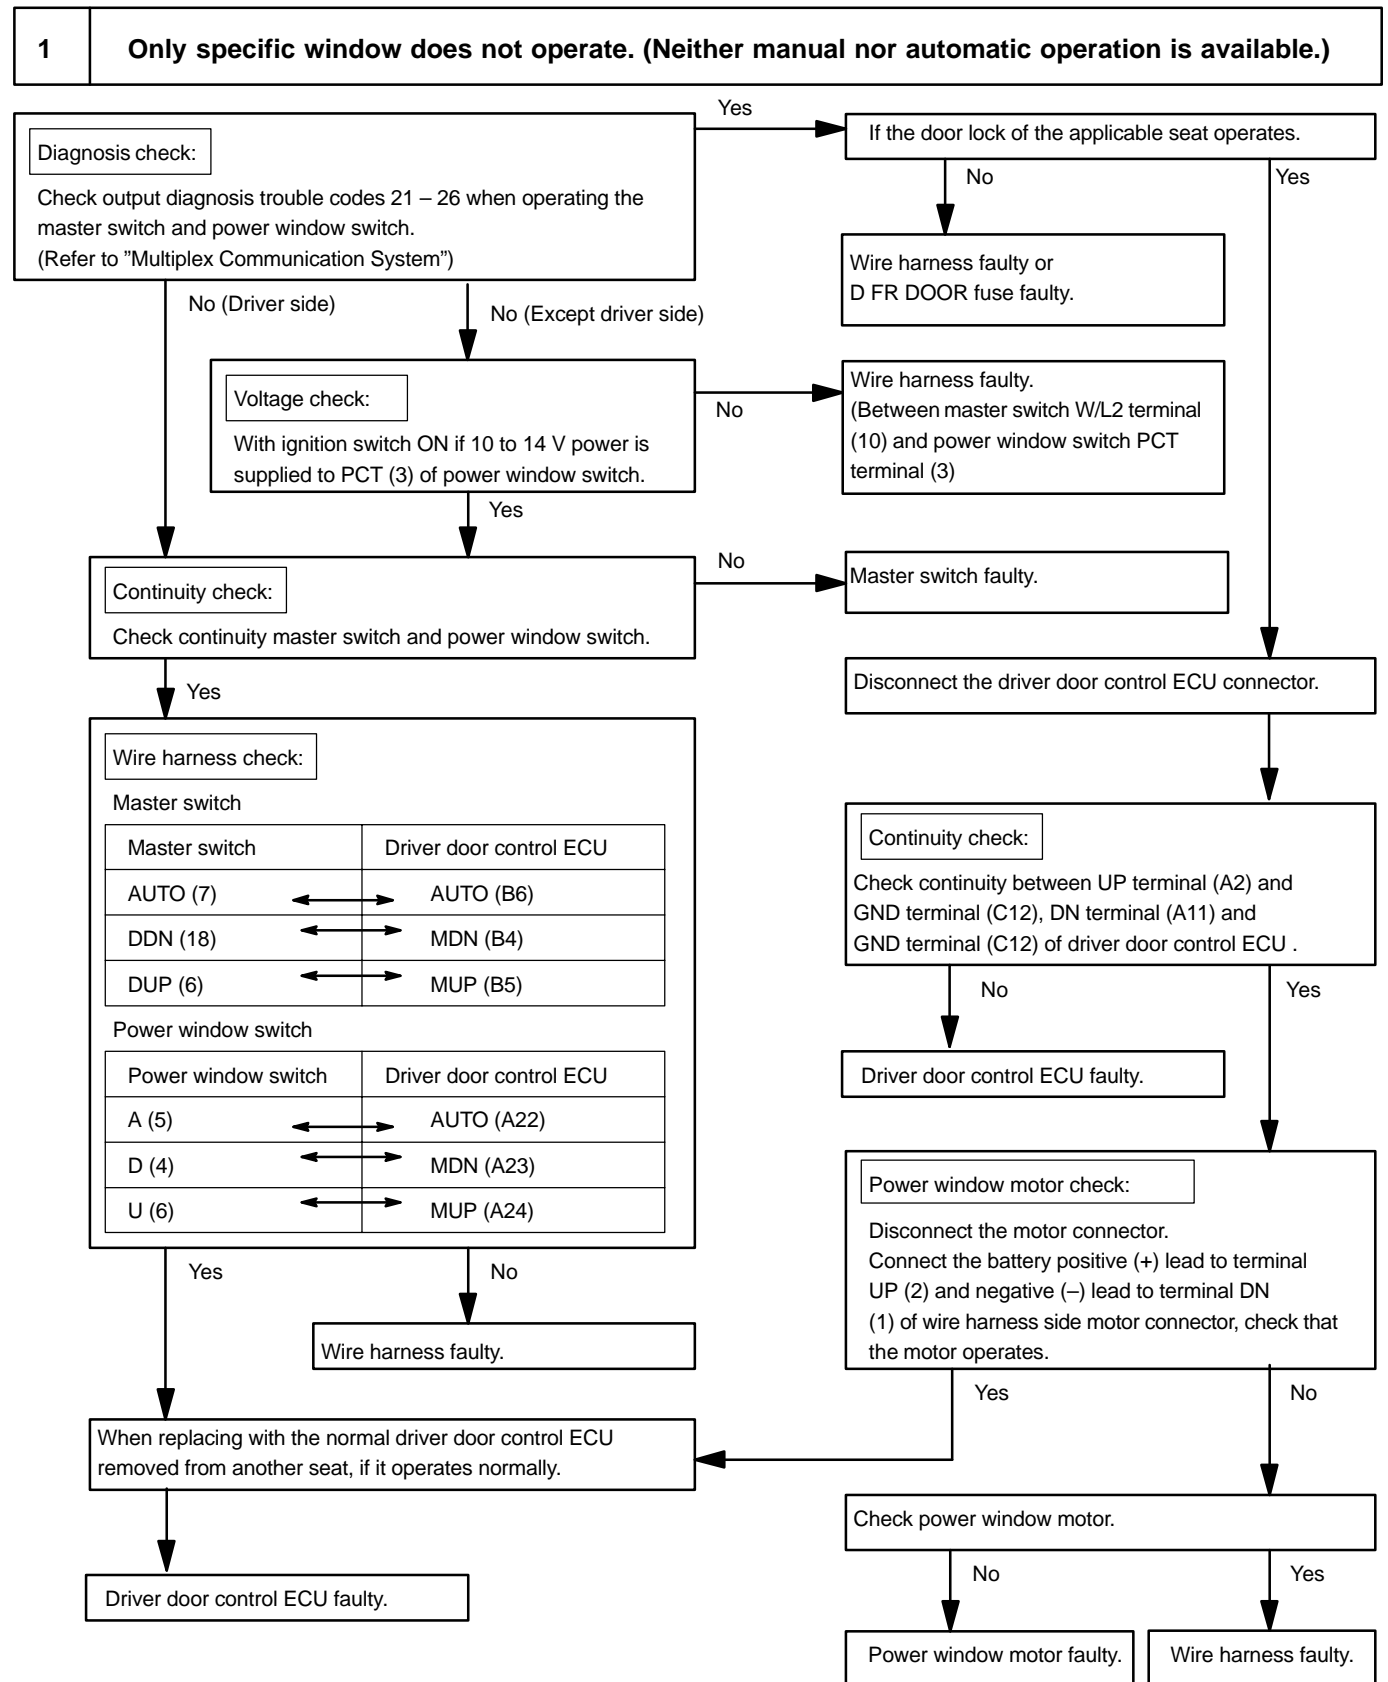 1 Only specific window does not operate. (Neither manual nor automatic operation is available.)
Diagnosis check:
Check output diagnosis trouble codes 21 – 26 when operating the
master switch and power window switch.
(Refer to ”Multiplex Communication System”)
Yes
If the door lock of the applicable seat operates.
No
Yes
Wire harness faulty or
D FR DOOR fuse faulty.
No (Driver side)
No (Except driver side)
Voltage check:
With ignition switch ON if 10 to 14 V power is
supplied to PCT (3) of power window switch.
No
Wire harness faulty.
(Between master switch W/L2 terminal
(10) and power window switch PCT
terminal (3)
Yes
Continuity check:
Check continuity master switch and power window switch.
No
Master switch faulty.
Yes
Disconnect the driver door control ECU connector.
Wire harness check:
Master switch
Master switch Driver door control ECU
AUTO (7) AUTO (B6)
DDN (18) MDN (B4)
DUP (6) MUP (B5)
Power window switch
Power window switch Driver door control ECU
A (5) AUTO (A22)
D (4) MDN (A23)
U (6) MUP (A24)
Continuity check:
Check continuity between UP terminal (A2) and
GND terminal (C12), DN terminal (A11) and
GND terminal (C12) of driver door control ECU .
No
Yes
Driver door control ECU faulty.
Power window motor check:
Disconnect the motor connector.
Connect the battery positive (+) lead to terminal
UP (2) and negative (–) lead to terminal DN
(1) of wire harness side motor connector, check that
the motor operates.
Yes
No
Wire harness faulty.
Yes
No
When replacing with the normal driver door control ECU
removed from another seat, if it operates normally.
Driver door control ECU faulty.
Check power window motor.
No
Yes
Power window motor faulty.
Wire harness faulty.